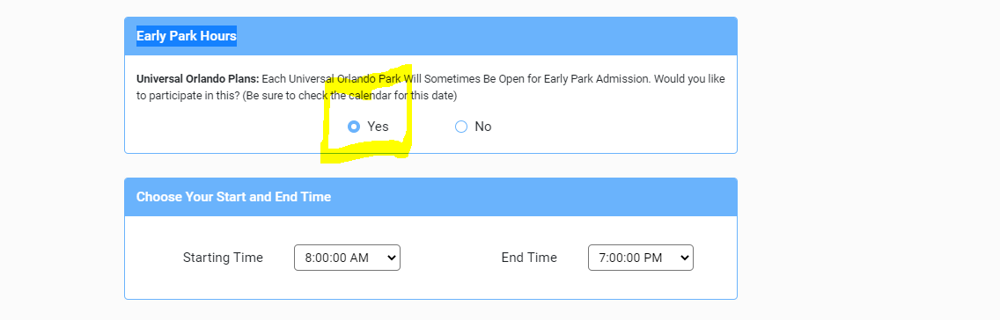 Early Park Hours
Universal Orlando Plans: Each Universal Orlando Park Will Sometimes Be Open for Early Park Admission. Would you like
to participate in this? (Be sure to check the calendar for this date)
Yes No
Choose Your Start and End Time
Starting Time 8:00:00 AM End Time 7:00:00 PM